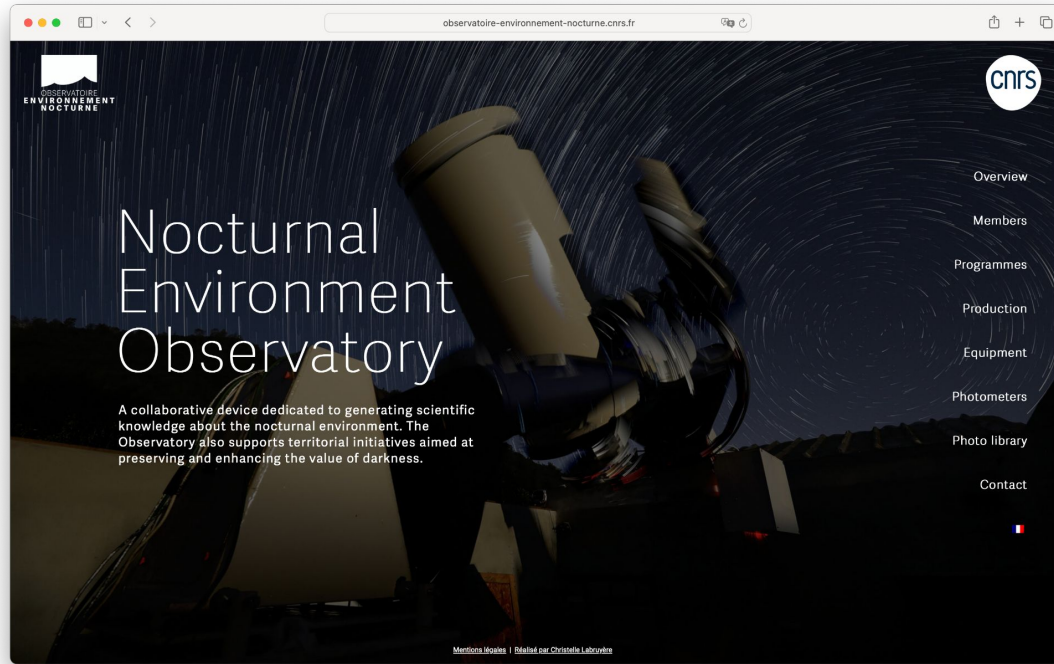 observatoire-environnement-nocturne.cnrs.fr
OBSERVATOIRE
ENVIRONNEMENT
NOCTURNE
cnrs
Overview
Members
Programmes
Production
Equipment
Photometers
Photo library
Contact
Nocturnal
Environment
Observatory
A collaborative device dedicated to generating scientific
knowledge about the nocturnal environment. The
Observatory also supports territorial initiatives aimed at
preserving and enhancing the value of darkness.
Mentions légales | Réalisé par Christelle Labruyère